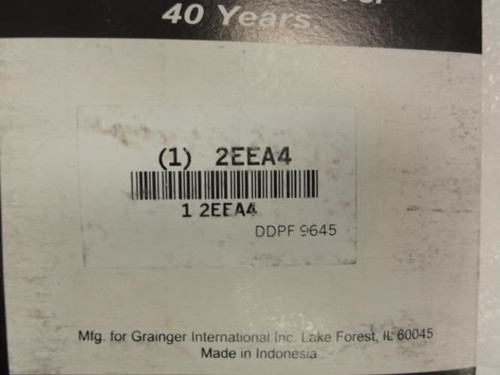 40 Years.
(1) 2EEA4
1 2EEA4
DDPF 9645
Mfg. for Grainger International Inc. Lake Forest, IL 60045
Made in Indonesia